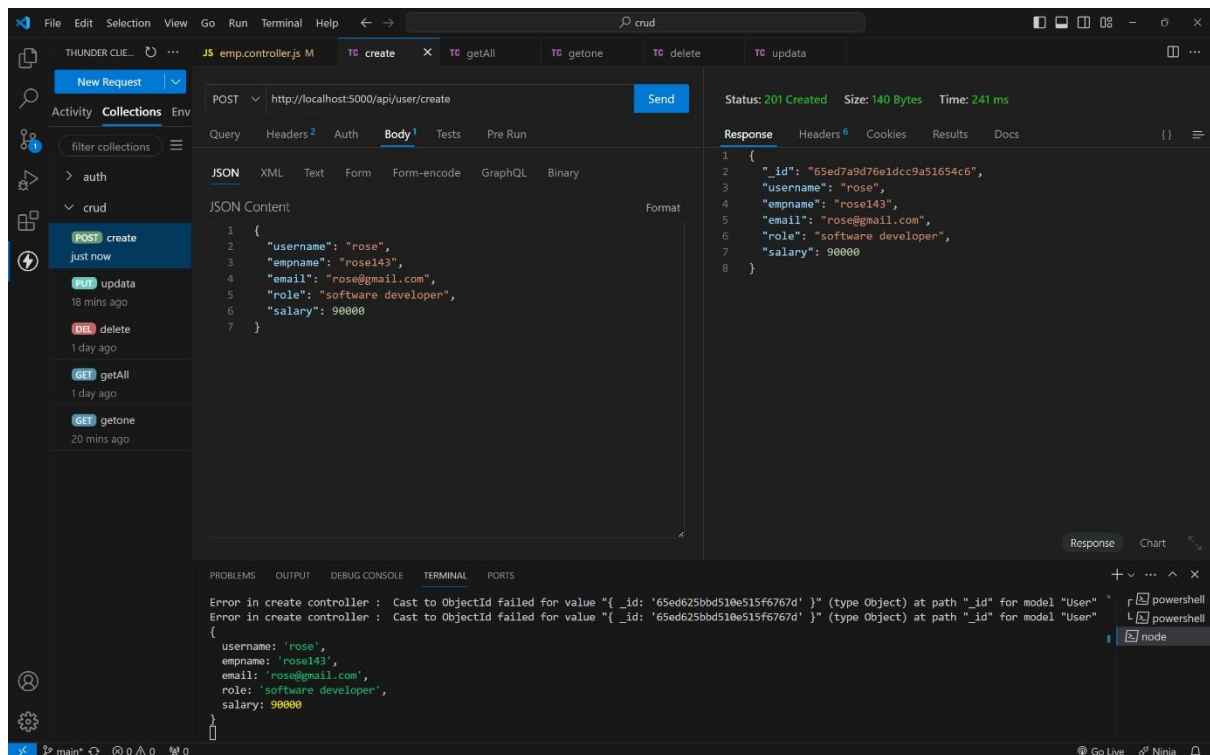 File Edit Selection View Go Run Terminal Help ← → crud
THUNDER CLIE... ···
New Request
Activity Collections Env
filter collections
auth
crud
POST create
just now
PUT updata
18 mins ago
DEL delete
1 day ago
GET getAll
1 day ago
GET getone
20 mins ago
JS emp.controller.js M TC create × TC getAll TC getone TC delete TC updata
POST http://localhost:5000/api/user/create Send
Query Headers 2 Auth Body 1 Tests Pre Run
JSON XML Text Form Form-encode GraphQL Binary
JSON Content Format
1 {
2 "username": "rose",
3 "empname": "rose143",
4 "email": "rose@gmail.com",
5 "role": "software developer",
6 "salary": 90000
7 }
Status: 201 Created Size: 140 Bytes Time: 241 ms
Response Headers 6 Cookies Results Docs {}
1 {
2 "_id": "65ed7a9d76e1dcc9a51654c6",
3 "username": "rose",
4 "empname": "rose143",
5 "email": "rose@gmail.com",
6 "role": "software developer",
7 "salary": 90000
8 }
Response Chart
PROBLEMS OUTPUT DEBUG CONSOLE TERMINAL PORTS
Error in create controller : Cast to ObjectId failed for value "{ _id: '65ed625bbd510e515f6767d' }" (type Object) at path "_id" for model "User"
Error in create controller : Cast to ObjectId failed for value "{ _id: '65ed625bbd510e515f6767d' }" (type Object) at path "_id" for model "User"
{
username: 'rose',
empname: 'rose143',
email: 'rose@gmail.com',
role: 'software developer',
salary: 90000
}
powershell
powershell
node
main* 0 0 0 Go Live Ninja